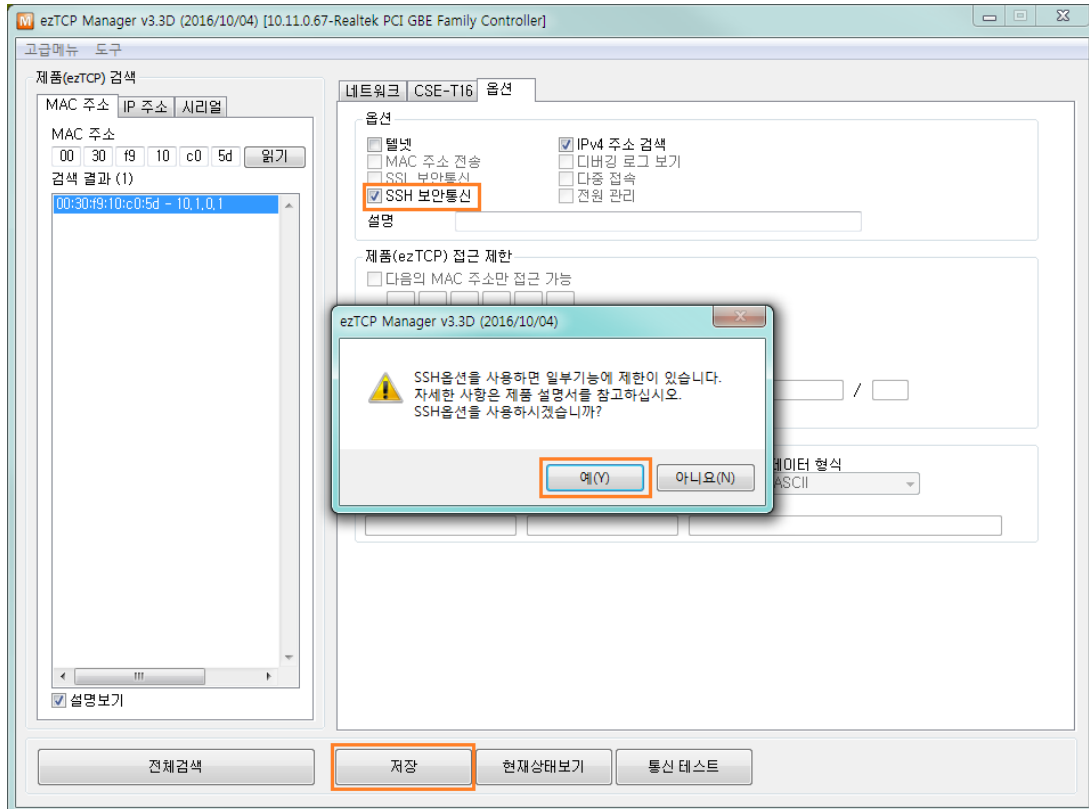 ezTCP Manager v3.3D (2016/10/04) [10.11.0.67-Realtek PCI GBE Family Controller]
고급메뉴 도구
제품(ezTCP) 검색
MAC 주소 IP 주소 시리얼
MAC 주소
00 30 f9 10 c0 5d 읽기
검색 결과 (1)
00:30:f9:10:c0:5d - 10,1,0,1
설명보기
네트워크 CSE-T16 옵션
옵션
텔넷 IPv4 주소 검색
MAC 주소 전송 디버깅 로그 보기
SSL 보안통신 다중 접속
SSH 보안통신 전원 관리
설명
제품(ezTCP) 접근 제한
다음의 MAC 주소만 접근 가능
/
ezTCP Manager v3.3D (2016/10/04)
SSH옵션을 사용하면 일부기능에 제한이 있습니다.
자세한 사항은 제품 설명서를 참고하십시오.
SSH옵션을 사용하시겠습니까?
예(Y) 아니요(N)
형식
ASCII
전체검색 저장 현재상태보기 통신 테스트